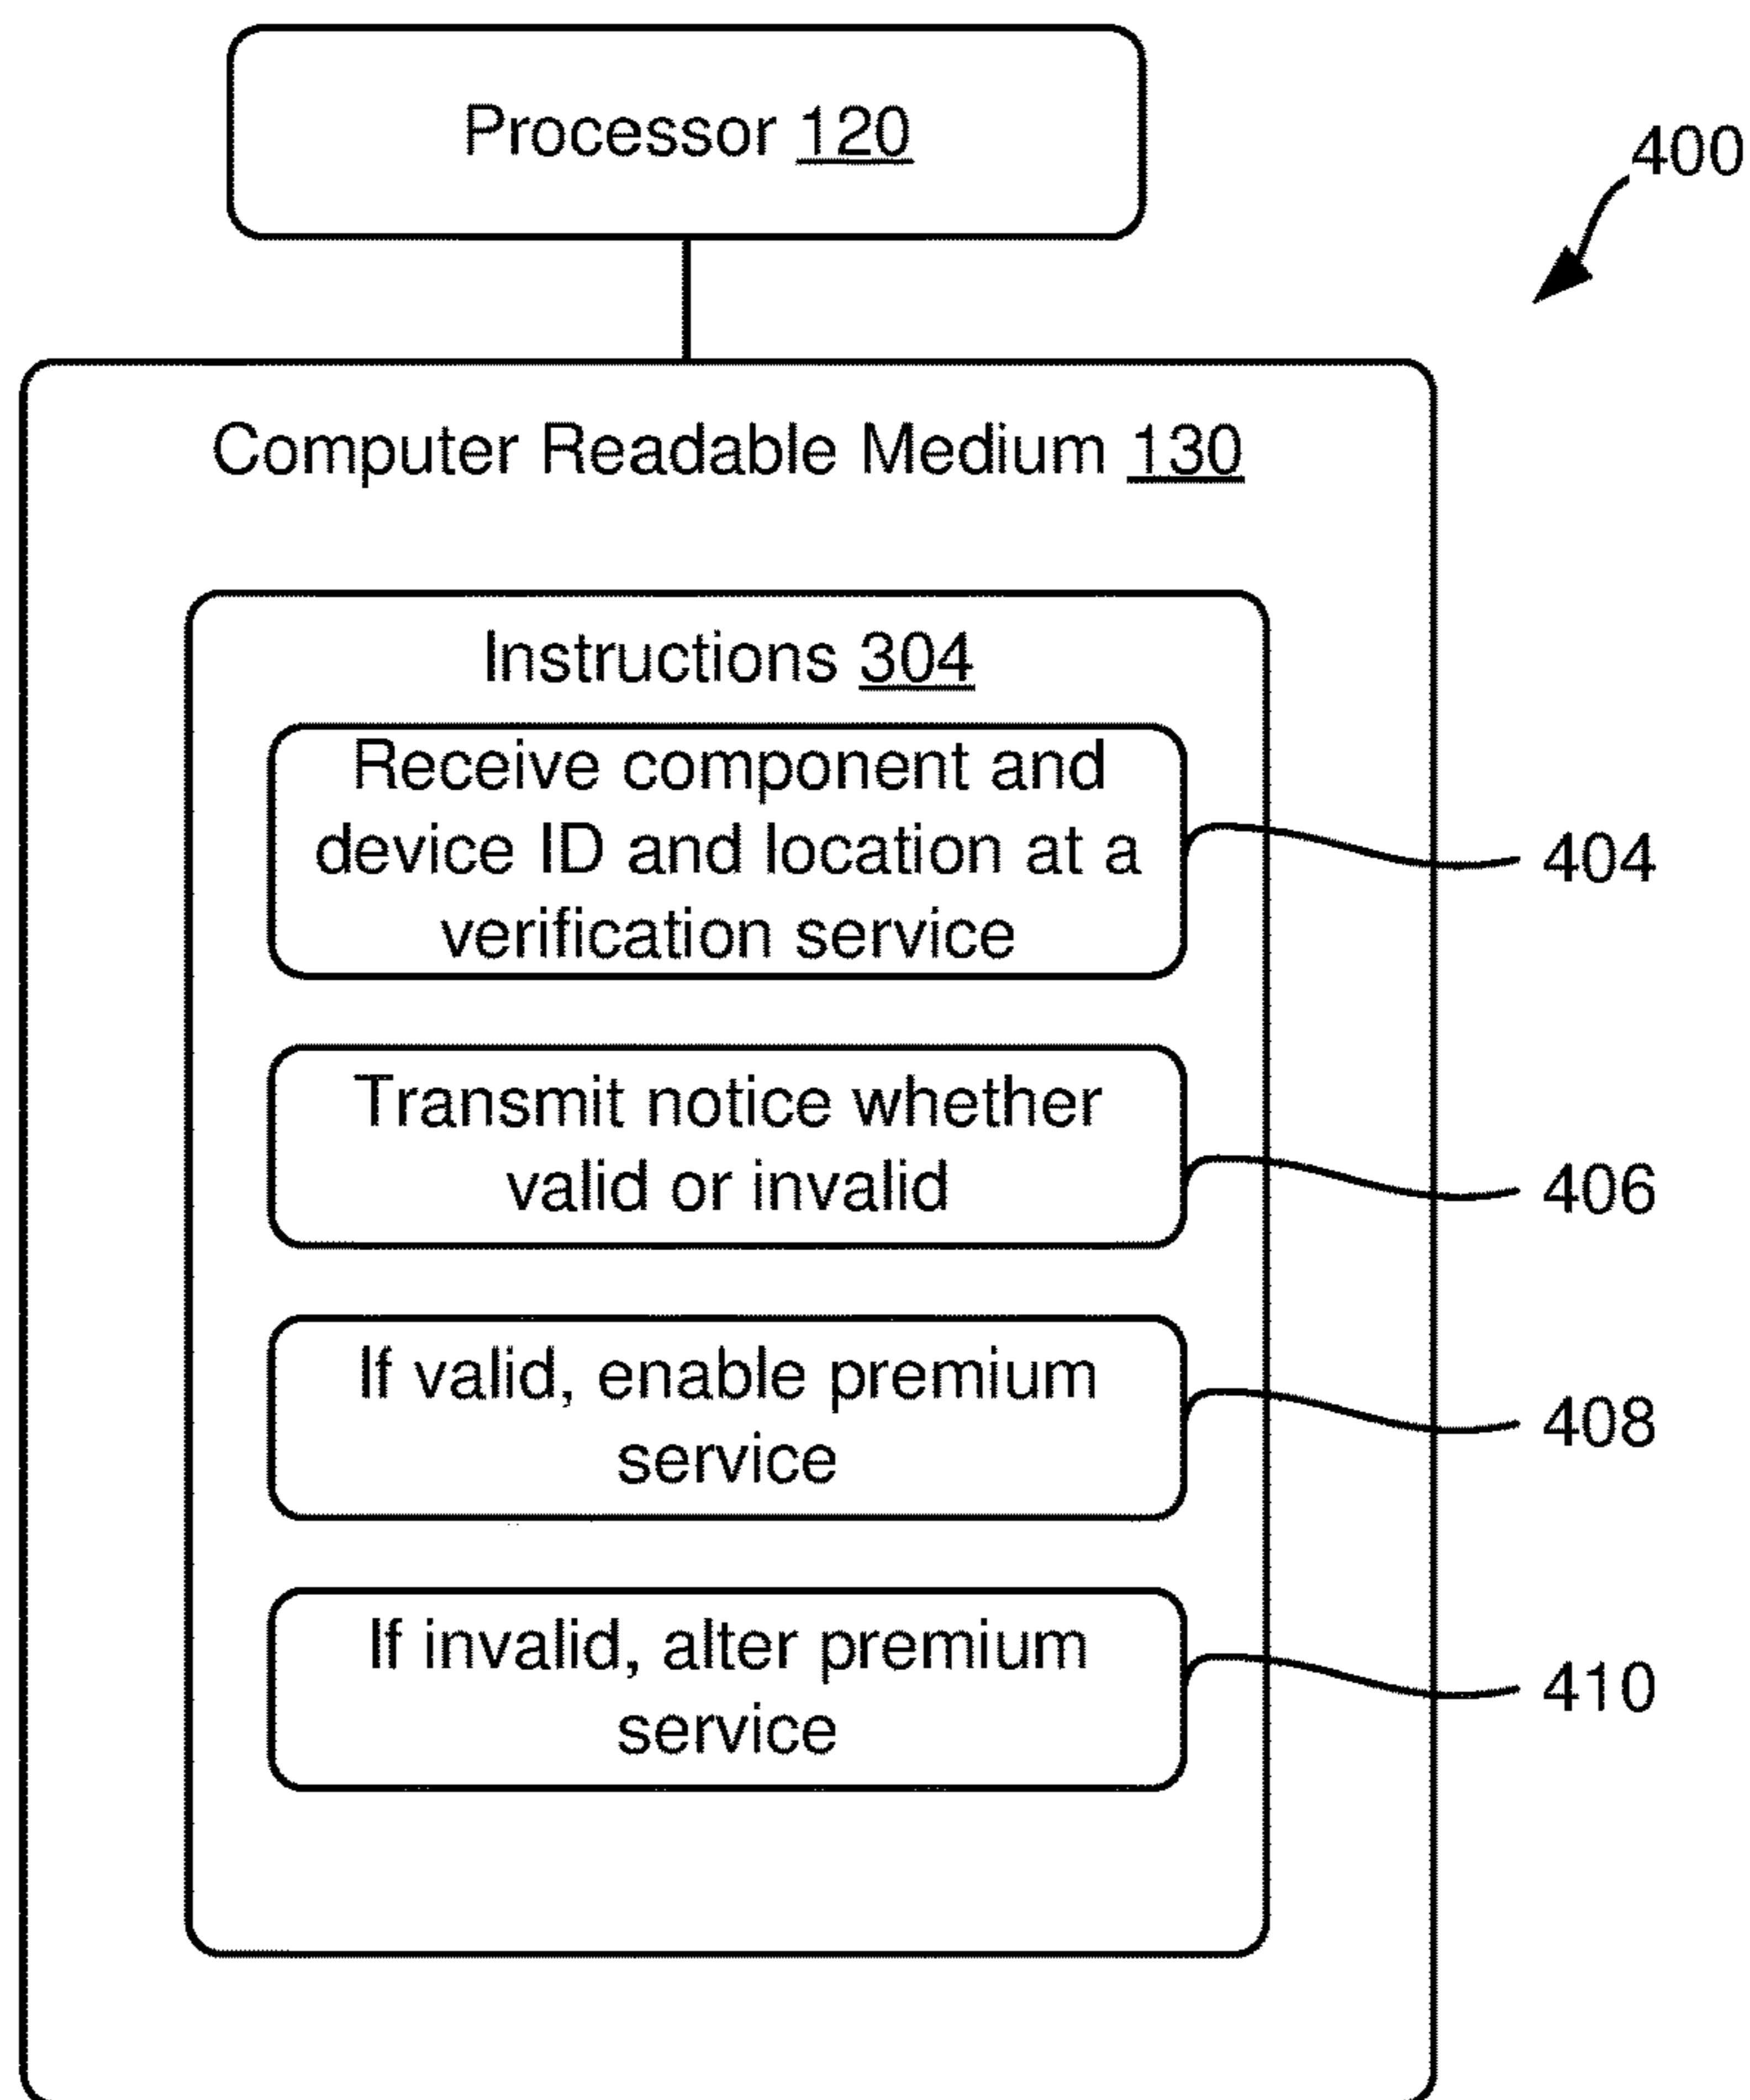 Processor 120
400
Computer Readable Medium 130
Instructions 304
Receive component and
device ID and location at a
verification service
404
Transmit notice whether
valid or invalid
406
If valid, enable premium
service
408
If invalid, alter premium
service
410